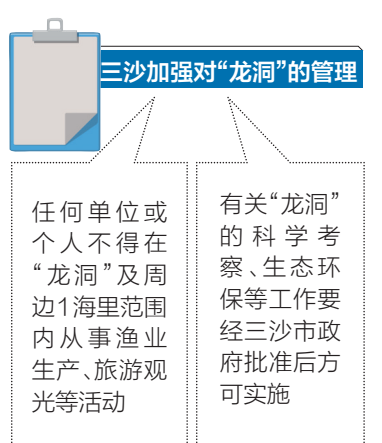 三沙加强对“龙洞”的管理
任何单位或
个人不得在
“龙洞”及周
边1海里范围
内从事渔业
生产、旅游观
光等活动
有关“龙洞”
的科学考
察、生态环
保等工作要
经三沙市政
府批准后方
可实施